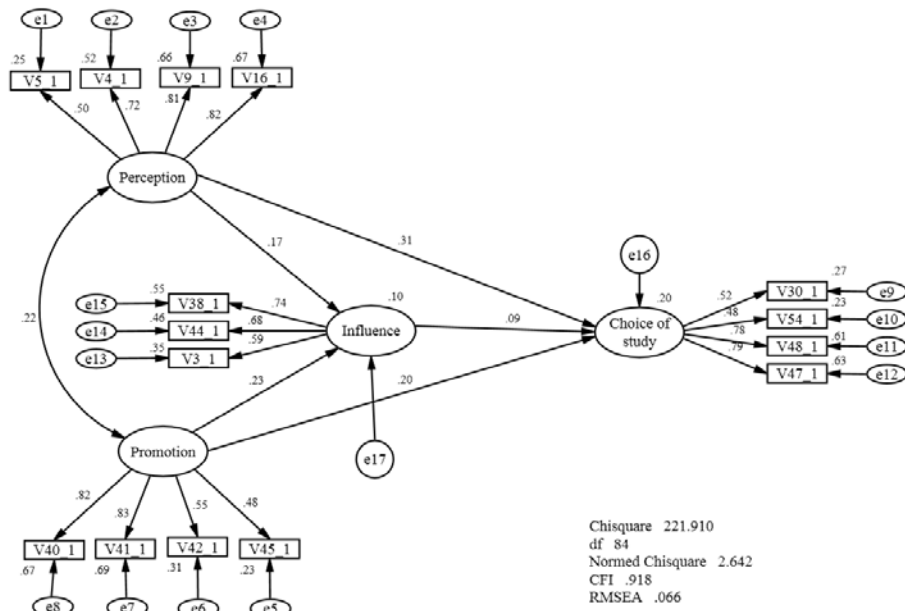 e1 e2 e3 e4
.25 .52 .66 .67
V5_1 V4_1 V9_1 V16_1
.50 .72 .81 .82
Perception
.31
.17
e16
.22
.10
.20
.27
e15 .55 V38_1 .74
e14 .46 V44_1 .68
e13 .35 V3_1 .59
Influence
.09
Choice of
study
.52 V30_1 e9
.48 V54_1 .23 e10
.78 V48_1 .61 e11
.79 V47_1 .63 e12
.23
.20
Promotion
e17
.82 .83 .55 .48
V40_1 V41_1 V42_1 V45_1
.67 .69 .31 .23
e8 e7 e6 e5
Chisquare 221.910
df 84
Normed Chisquare 2.642
CFI .918
RMSEA .066